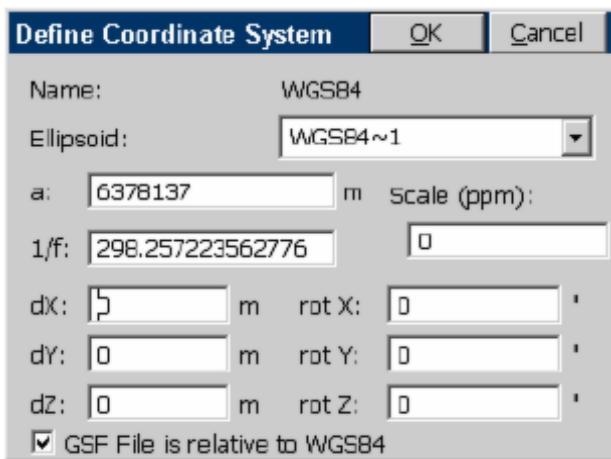 Define Coordinate System OK Cancel
Name: WGS84
Ellipsoid: WGS84~1
a: 6378137 m Scale (ppm):
1/f: 298.257223562776 0
dX: m rot X: 0 '
dY: 0 m rot Y: 0 '
dZ: 0 m rot Z: 0 '
GSF File is relative to WGS84